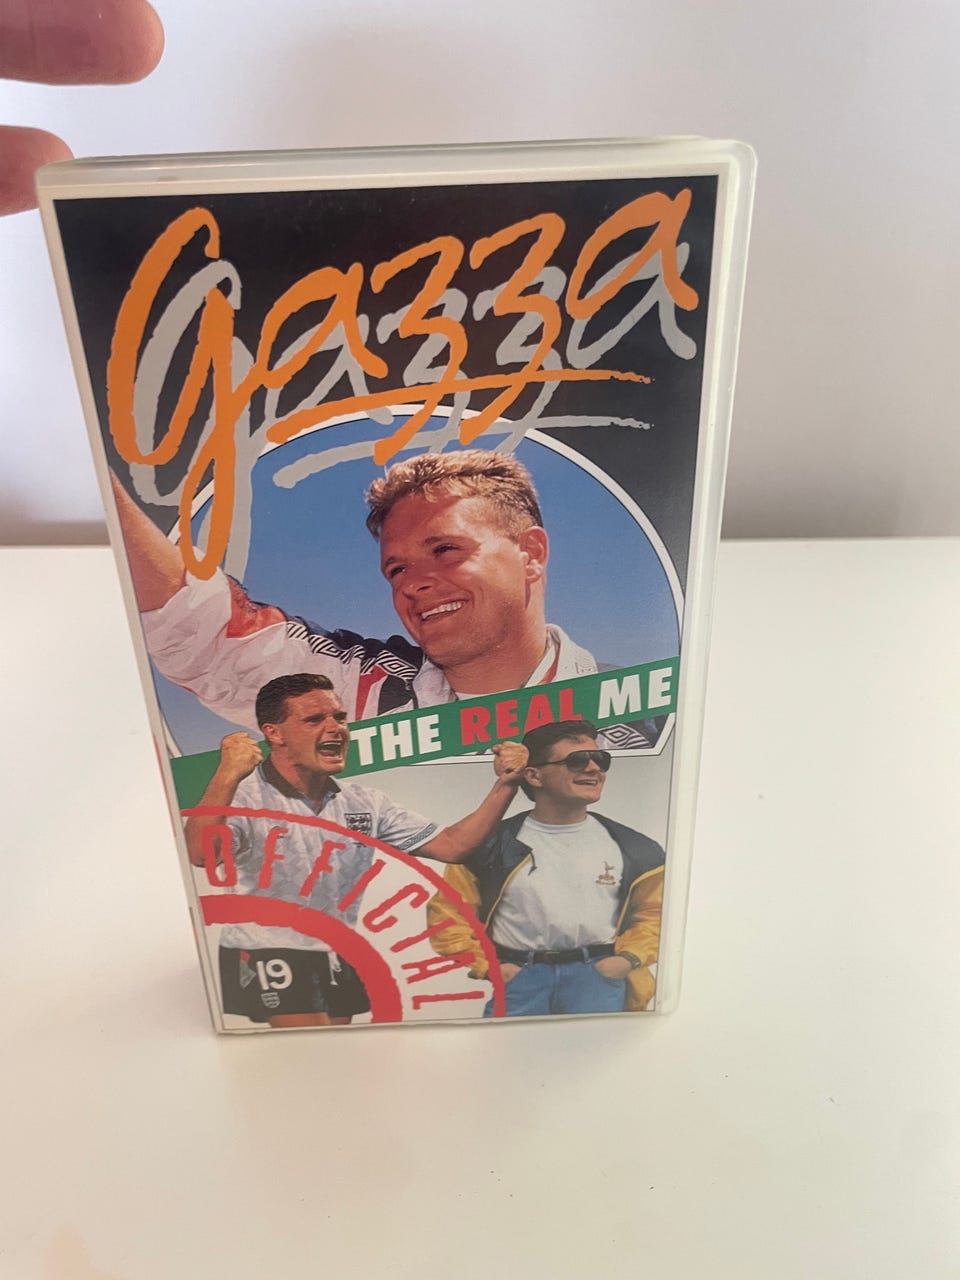 gazza
THE REAL ME
OFFICIAL
19